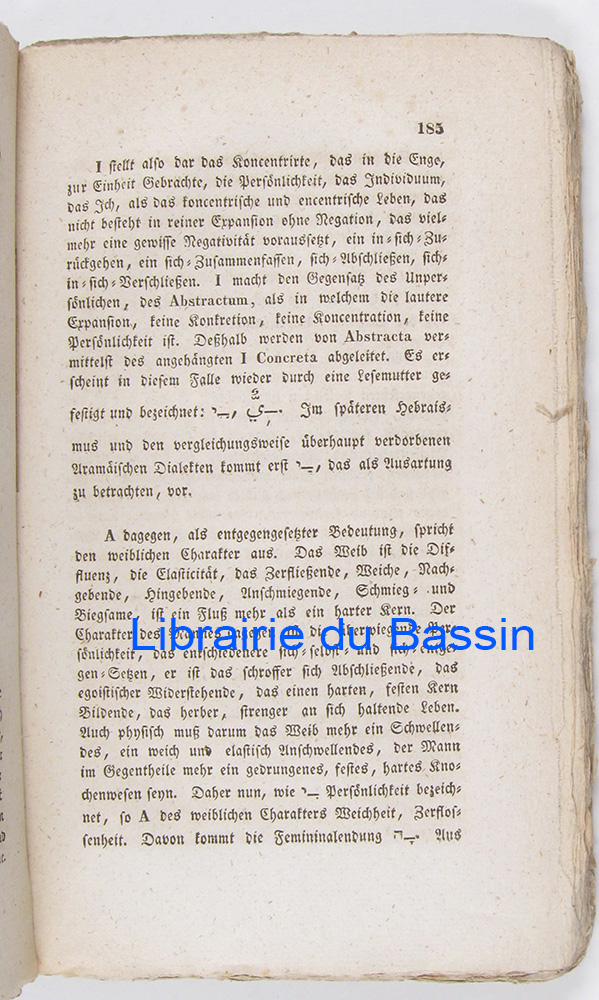 185
I stellt also dar das Koncentrirte, das in die Enge,
zur Einheit Gebrachte, die Persönlichkeit, das Individuum,
das Ich, als das koncentrische und encentrische Leben, das
nicht besteht in reiner Expansion ohne Negation, das viel-
mehr eine gewisse Negativität voraussetzt, ein in-sich-Zu-
rückgehen, ein sich-Zusammenfassen, sich-Abschließen, sich-
in-sich-Verschließen. I macht den Gegensatz des Unper-
sönlichen, des Abstractum, als in welchem die lautere
Expansion, keine Konkretion, keine Koncentration, keine
Persönlichkeit ist. Deßhalb werden von Abstracta ver-
mittelst des angehängten I Concreta abgeleitet. Es er-
scheint in diesem Falle wieder durch eine Lesemutter ge-
festigt und bezeichnet: Im späteren Hebrais-
mus und den vergleichungsweise überhaupt verdorbenen
Aramäischen Dialekten kommt erst , das als Ausartung
zu betrachten, vor.
A dagegen, als entgegengesetzter Bedeutung, spricht
den weiblichen Charakter aus. Das Weib ist die Dif-
fluenz, die Elasticität, das Zerfließende, Weiche, Nach-
gebende, Hingebende, Anschmiegende, Schmieg- und
Biegsame, ist ein Fluß mehr als ein harter Kern. Der
Charakter des
Librairie du Bassin
sönlichkeit, das entschiedenere sich-selbst- und sich-entge-
gen-Setzen, er ist das schroffer sich Abschließende, das
egoistischer Widerstehende, das einen harten, festen Kern
Bildende, das herber, strenger an sich haltende Leben.
Auch physisch muß darum das Weib mehr ein Schwellen-
des, ein weich und elastisch Anschwellendes, der Mann
im Gegentheile mehr ein gedrungenes, festes, hartes Kno-
chenwesen seyn. Daher nun, wie Persönlichkeit bezeich-
net, so A des weiblichen Charakters Weichheit, Zerflos-
senheit. Davon kommt die Femininalendung Aus